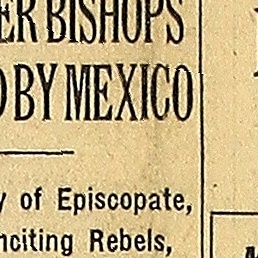 ER BISHOPS
D BY MEXICO
y of Episcopate,
nciting Rebels,